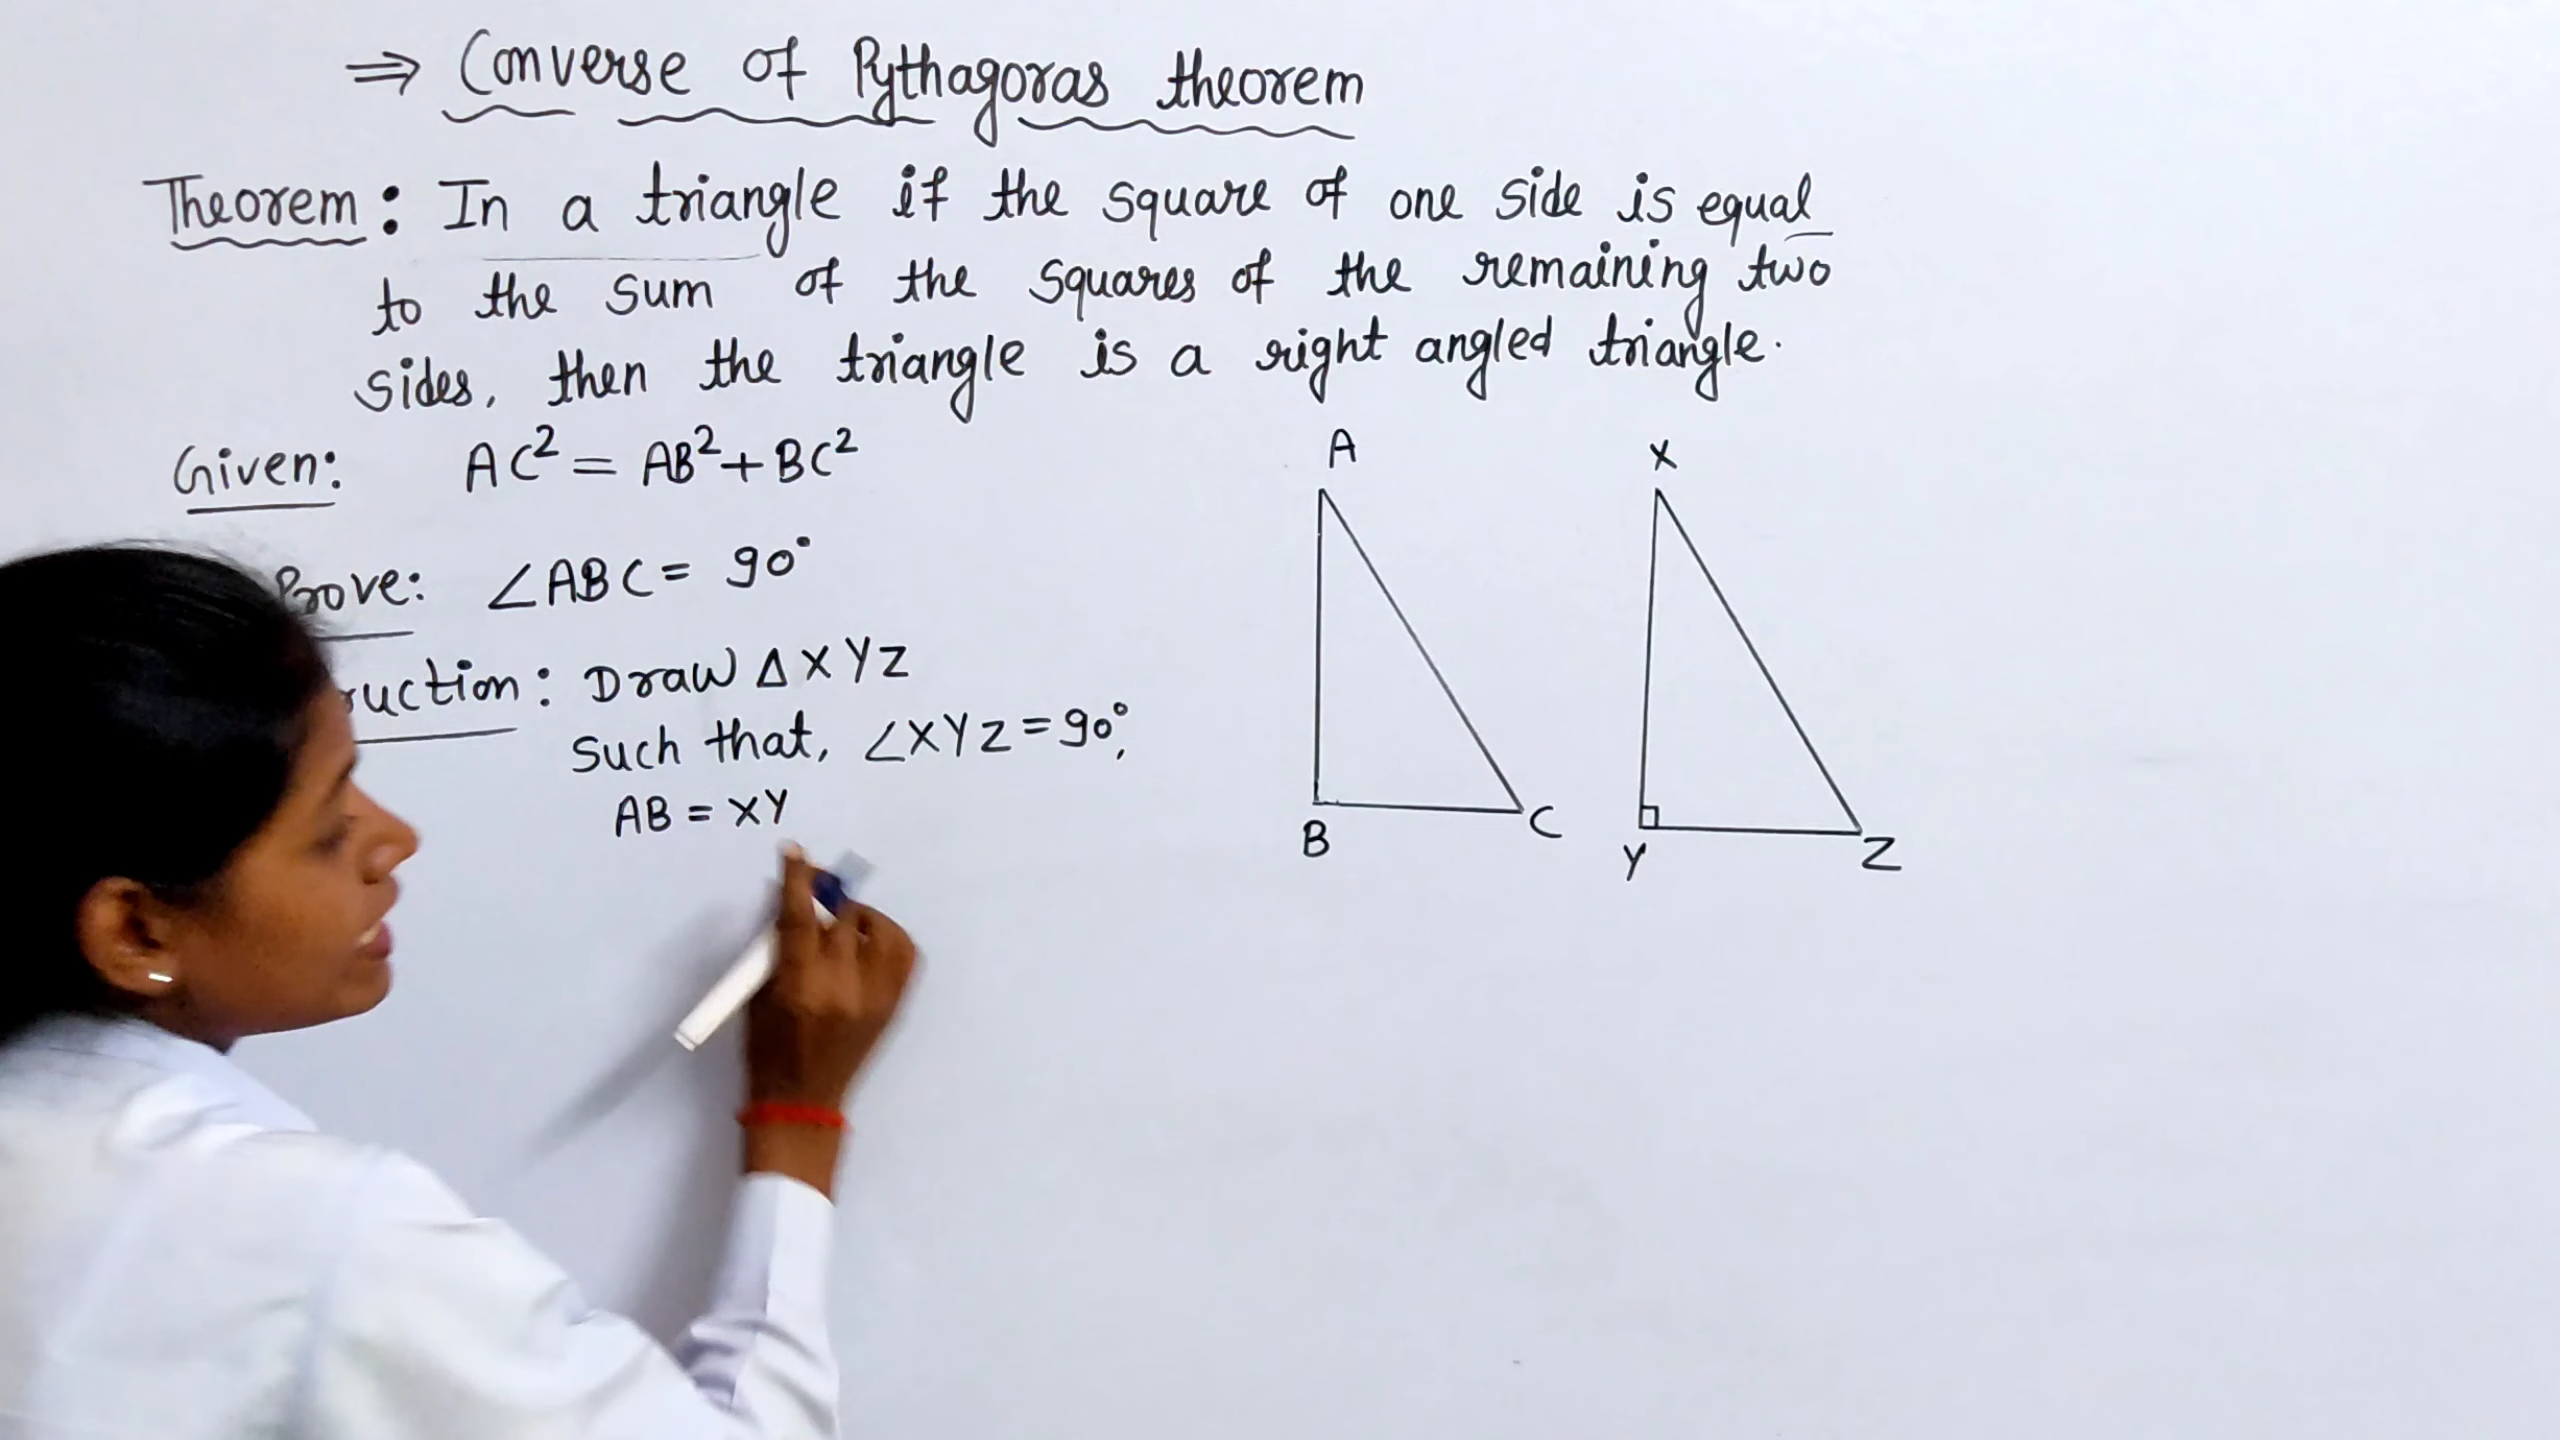 ⇒ Converse of Pythagoras theorem
Theorem: In a triangle if the square of one side is equal
to the sum of the squares of the remaining two
sides, then the triangle is a right angled triangle.
Given: AC² = AB² + BC²
Prove: ∠ABC = 90°
ruction: Draw ΔXYZ
Such that, ∠XYZ = 90°,
AB = XY
A
B
C
X
Y
Z